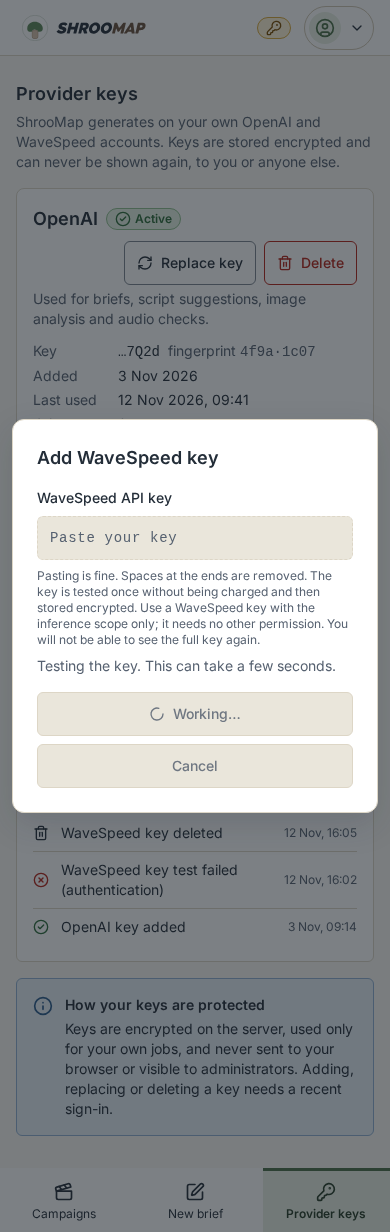 SHROOMAP
Provider keys
ShrooMap generates on your own OpenAI and
WaveSpeed accounts. Keys are stored encrypted and
can never be shown again, to you or anyone else.
OpenAI
Active
Replace key
Delete
Used for briefs, script suggestions, image
analysis and audio checks.
Key …7Q2d fingerprint 4f9a·1c07
Added 3 Nov 2026
Last used 12 Nov 2026, 09:41
Add WaveSpeed key
WaveSpeed API key
Paste your key
Pasting is fine. Spaces at the ends are removed. The
key is tested once without being charged and then
stored encrypted. Use a WaveSpeed key with the
inference scope only; it needs no other permission. You
will not be able to see the full key again.
Testing the key. This can take a few seconds.
Working…
Cancel
WaveSpeed key deleted 12 Nov, 16:05
WaveSpeed key test failed
(authentication) 12 Nov, 16:02
OpenAI key added 3 Nov, 09:14
How your keys are protected
Keys are encrypted on the server, used only
for your own jobs, and never sent to your
browser or visible to administrators. Adding,
replacing or deleting a key needs a recent
sign-in.
Campaigns
New brief
Provider keys